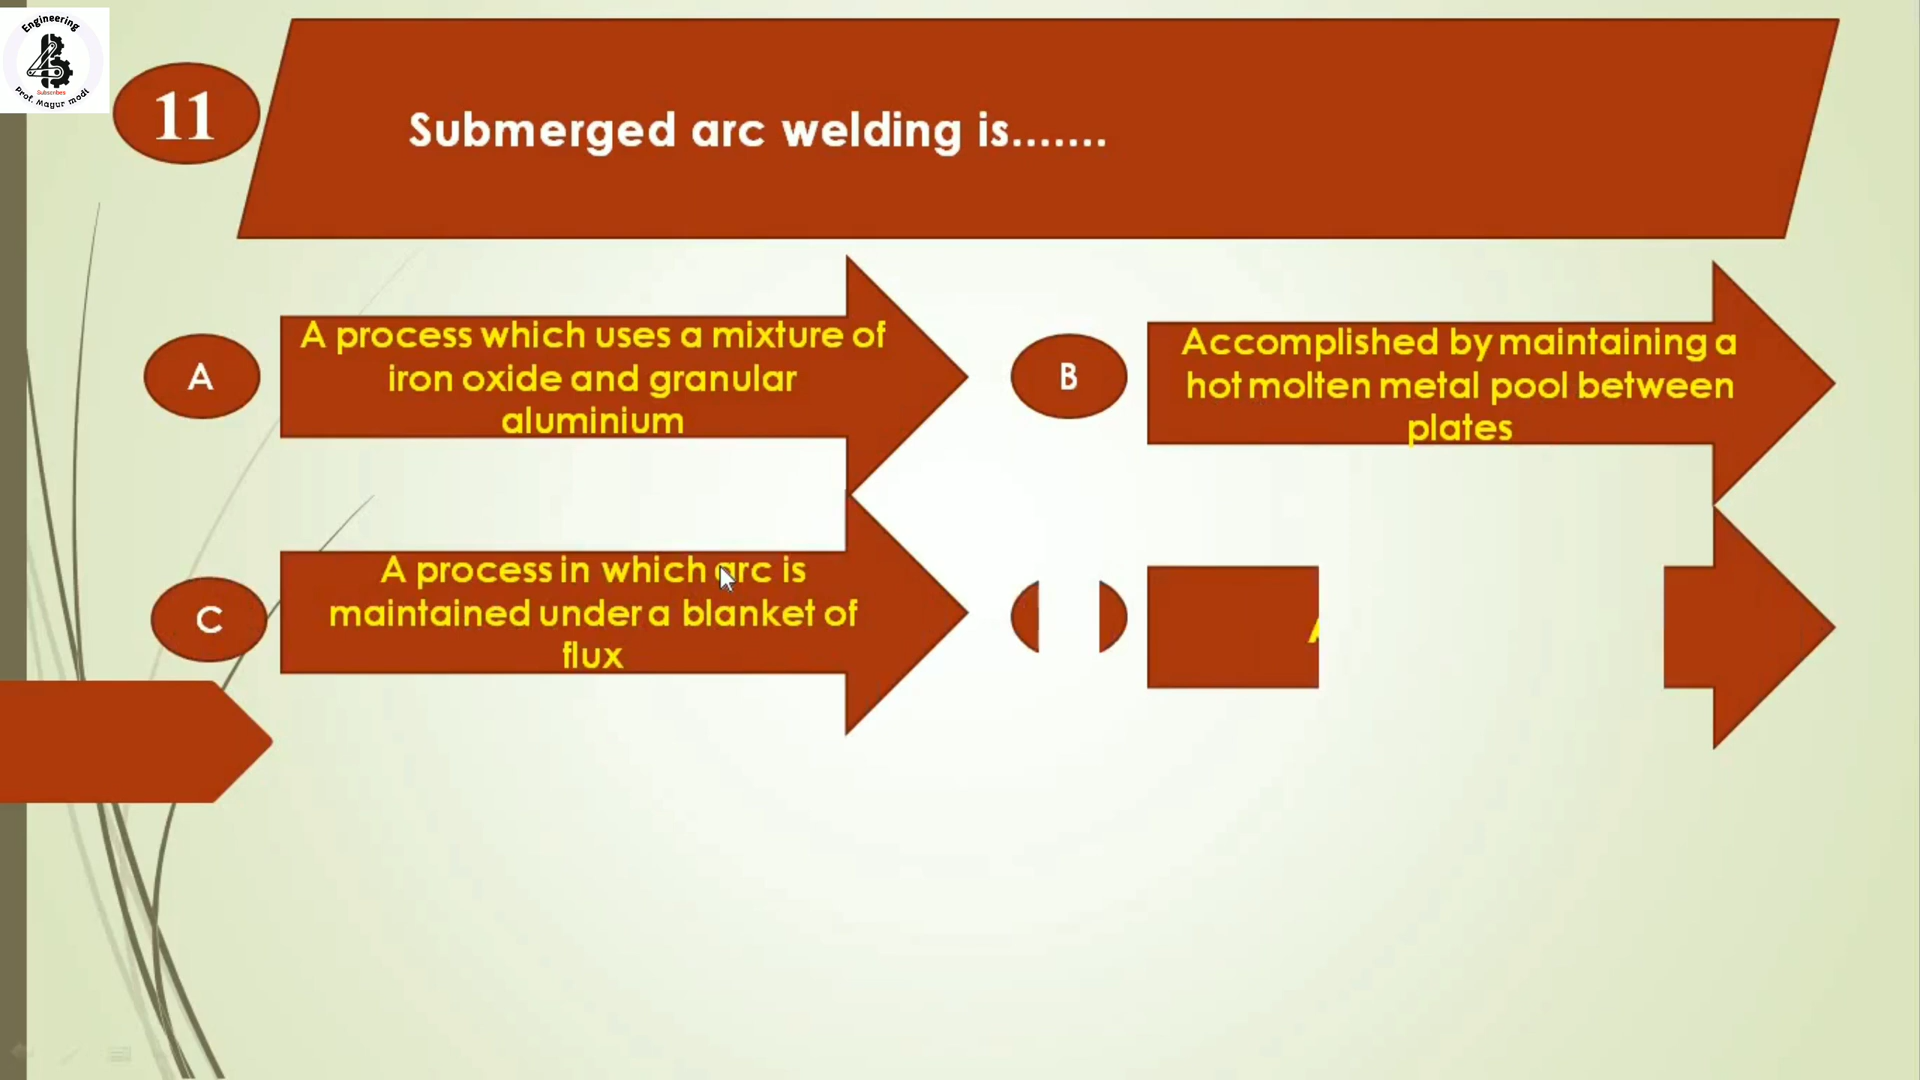 Engineering
Subscribes
Prof. Mayur modi
11
Submerged arc welding is.......
A
A process which uses a mixture of
iron oxide and granular
aluminium
B
Accomplished by maintaining a
hot molten metal pool between
plates
C
A process in which arc is
maintained under a blanket of
flux